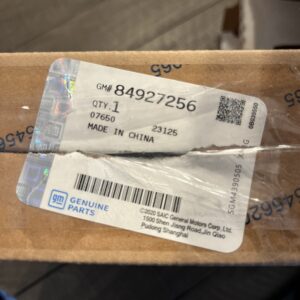 GM# 84927256
QTY. 1
07650 23125
MADE IN CHINA
gm GENUINE PARTS
©2020 SAIC General Motors Corp. Ltd.
1500 Shen Jiang Road,Jin Qiao
Pudong Shanghai